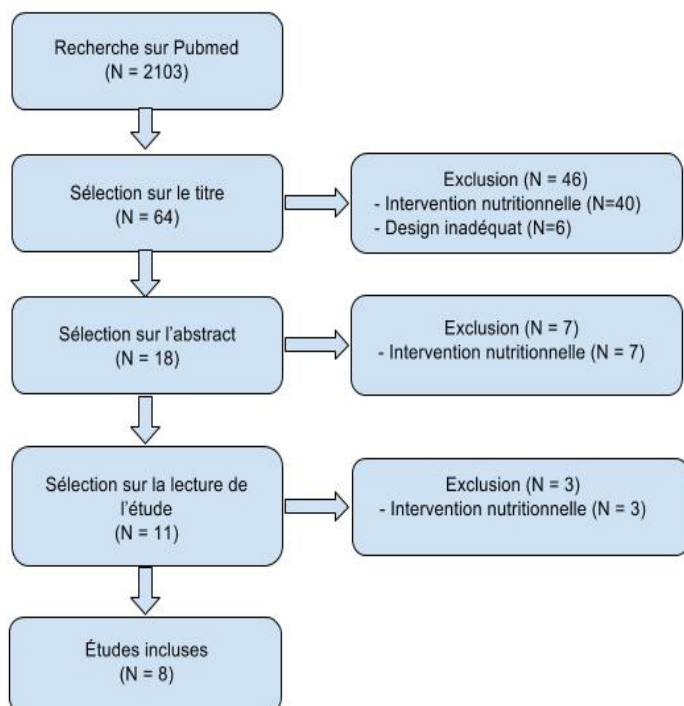 Recherche sur Pubmed
(N = 2103)
Sélection sur le titre
(N = 64)
Exclusion (N = 46)
- Intervention nutritionnelle (N=40)
- Design inadéquat (N=6)
Sélection sur l'abstract
(N = 18)
Exclusion (N = 7)
- Intervention nutritionnelle (N = 7)
Sélection sur la lecture de
l'étude
(N = 11)
Exclusion (N = 3)
- Intervention nutritionnelle (N = 3)
Études incluses
(N = 8)